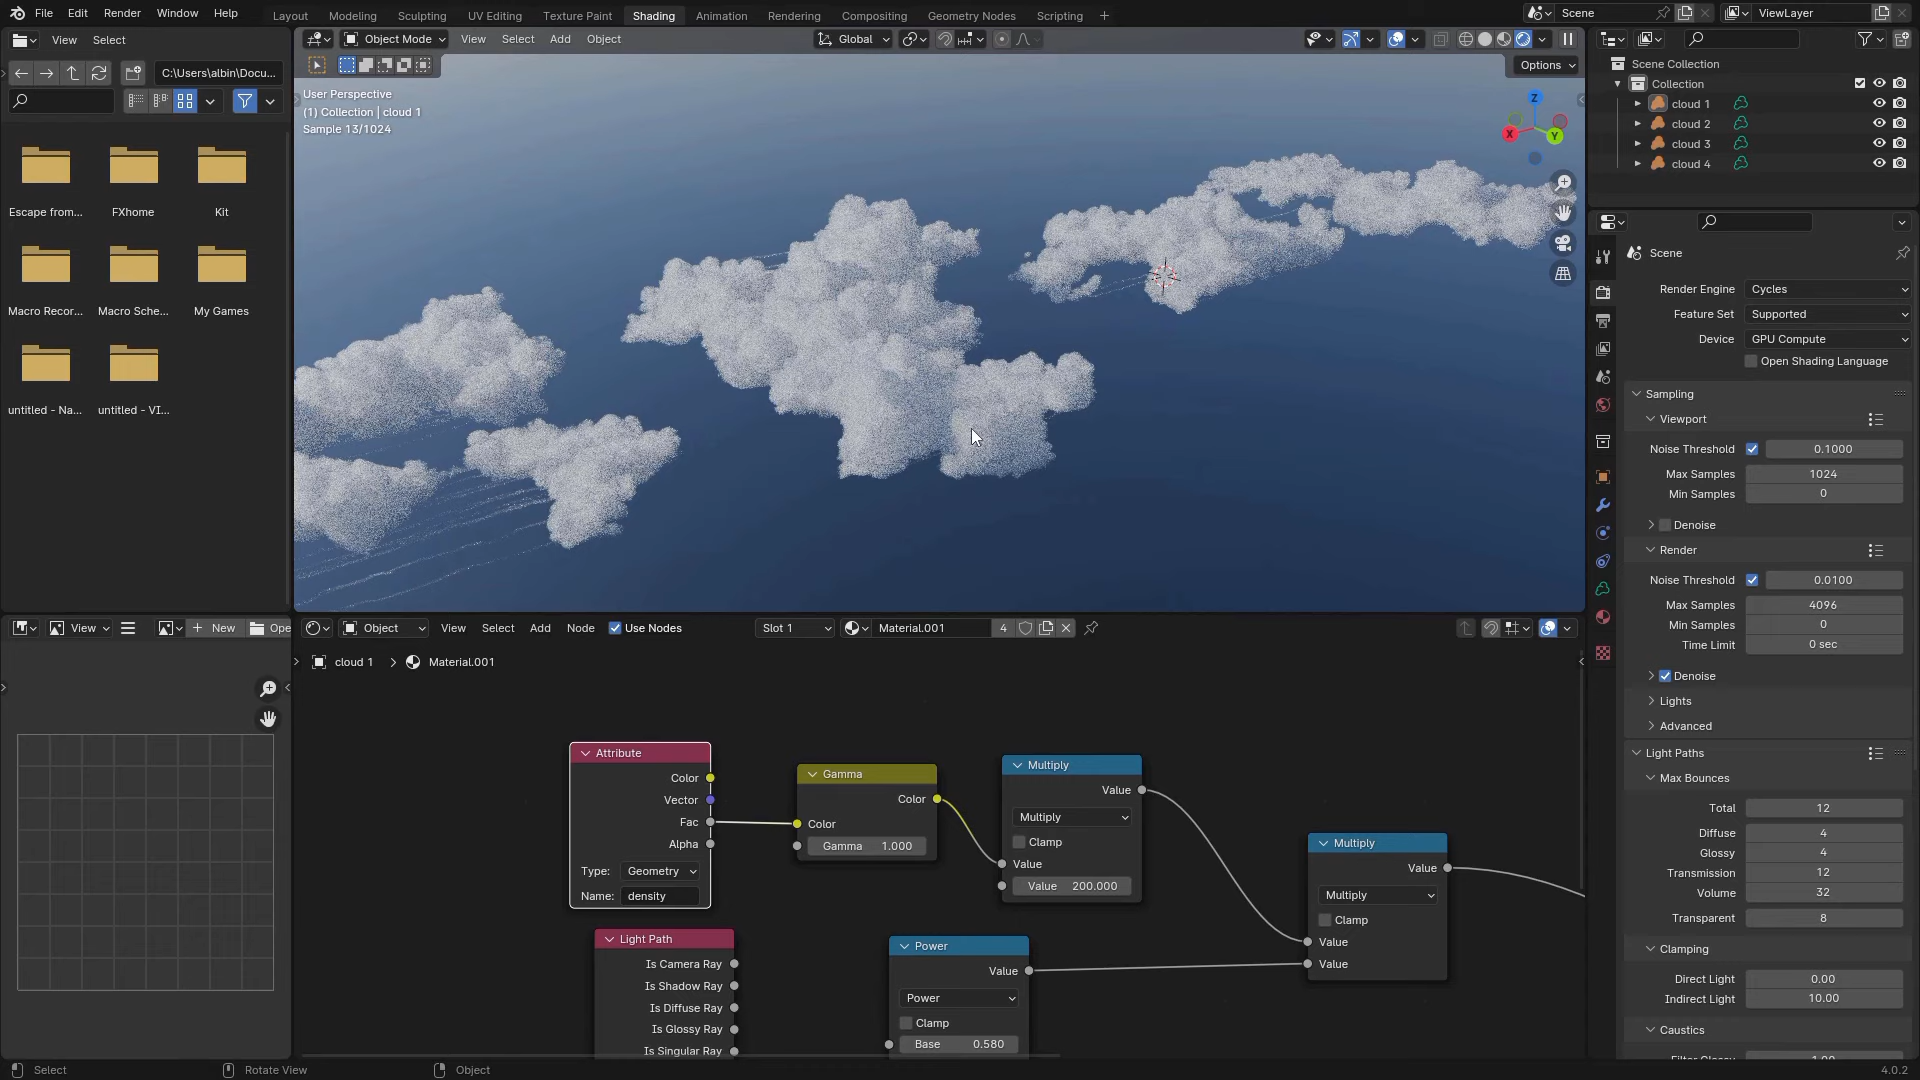 File Edit Render Window Help
Layout Modeling Sculpting UV Editing Texture Paint Shading Animation Rendering Compositing Geometry Nodes Scripting +
Scene ViewLayer
View Select
Object Mode View Select Add Object Global
C:\Users\albin\Docu...
Options
User Perspective
(1) Collection | cloud 1
Sample 13/1024
Z
X
Y
Escape from...
FXhome
Kit
Macro Recor...
Macro Sche...
My Games
untitled - Na...
untitled - VI...
Scene Collection
Collection
cloud 1
cloud 2
cloud 3
cloud 4
Scene
Render Engine Cycles
Feature Set Supported
Device GPU Compute
Open Shading Language
Sampling
Viewport
Noise Threshold 0.1000
Max Samples 1024
Min Samples 0
Denoise
Render
Noise Threshold 0.0100
Max Samples 4096
Min Samples 0
Time Limit 0 sec
Denoise
Lights
Advanced
Light Paths
Max Bounces
Total 12
Diffuse 4
Glossy 4
Transmission 12
Volume 32
Transparent 8
Clamping
Direct Light 0.00
Indirect Light 10.00
Caustics
View + New Ope
Object View Select Add Node Use Nodes Slot 1 Material.001 4
cloud 1 > Material.001
Attribute
Color
Vector
Fac
Alpha
Type: Geometry
Name: density
Gamma
Color
Color
Gamma 1.000
Multiply
Value
Multiply
Clamp
Value
Value 200.000
Multiply
Value
Multiply
Clamp
Value
Value
Light Path
Is Camera Ray
Is Shadow Ray
Is Diffuse Ray
Is Glossy Ray
Is Singular Ray
Power
Value
Power
Clamp
Base 0.580
Select Rotate View Object 4.0.2